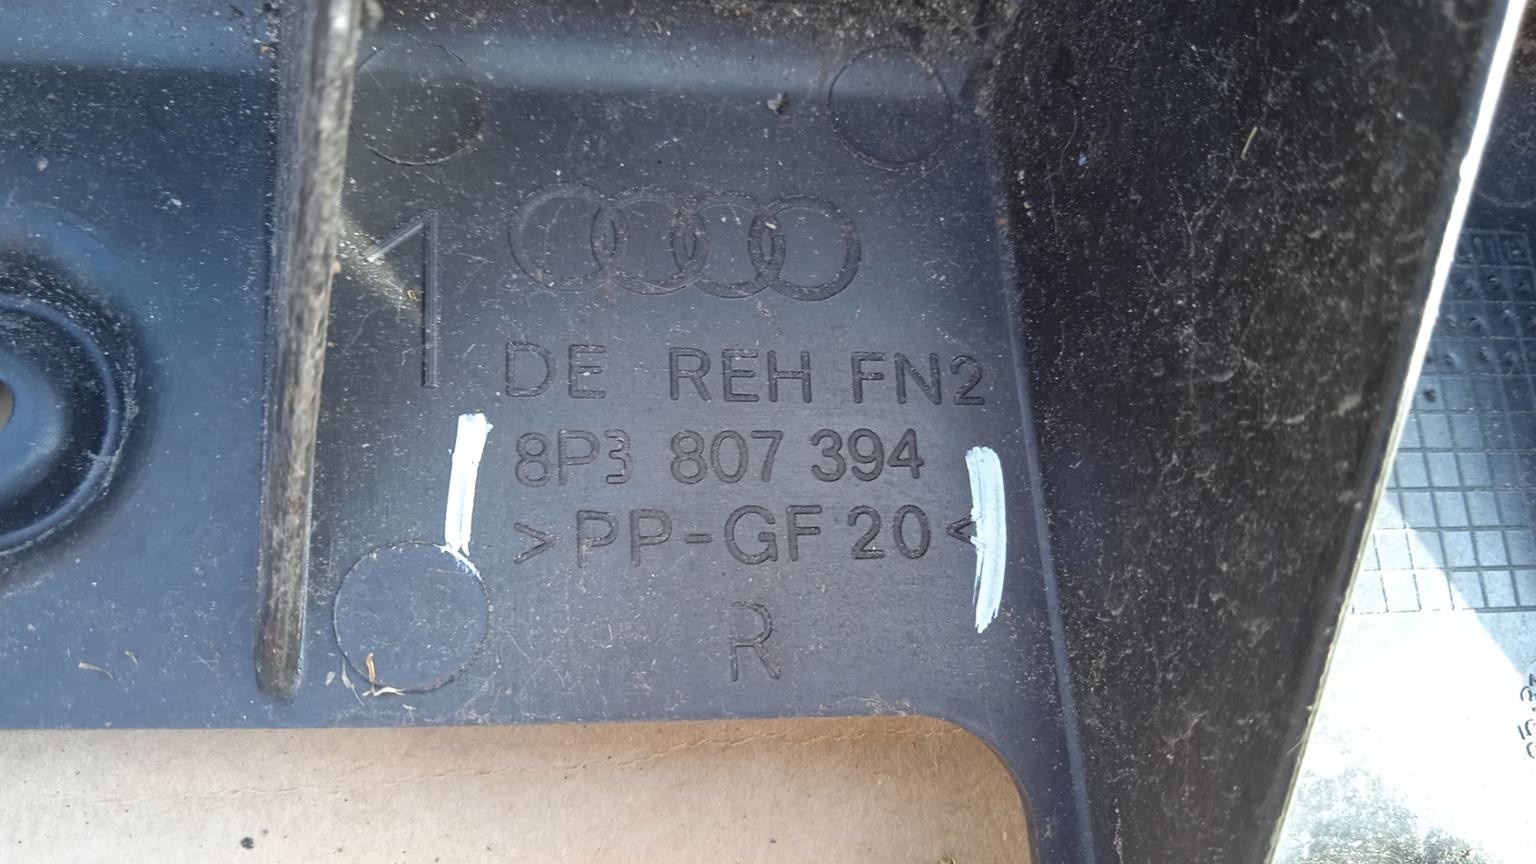 1
DE REH FN2
8P3 807 394
>PP-GF 20<
R